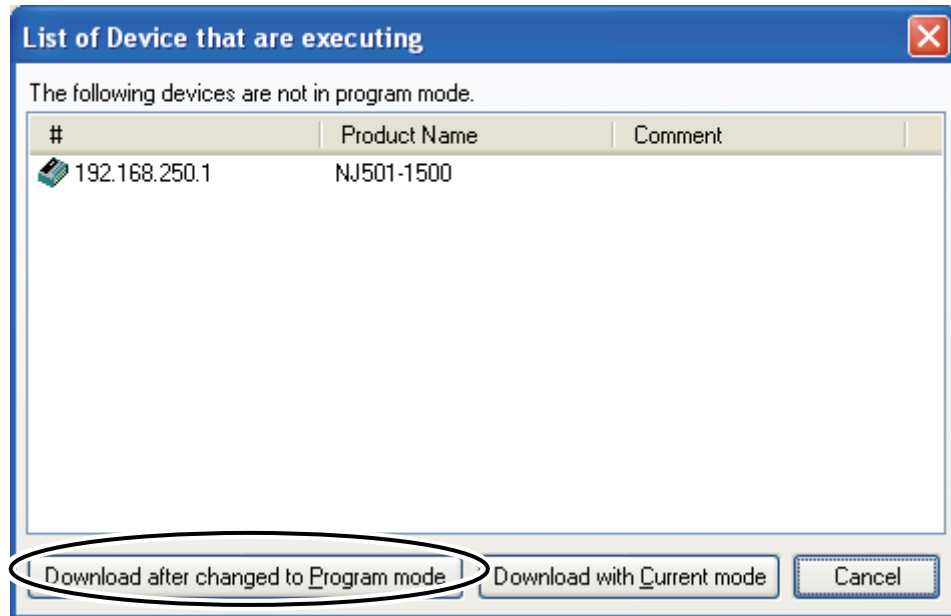 List of Device that are executing
The following devices are not in program mode.
# Product Name Comment
192.168.250.1 NJ501-1500
Download after changed to Program mode Download with Current mode Cancel